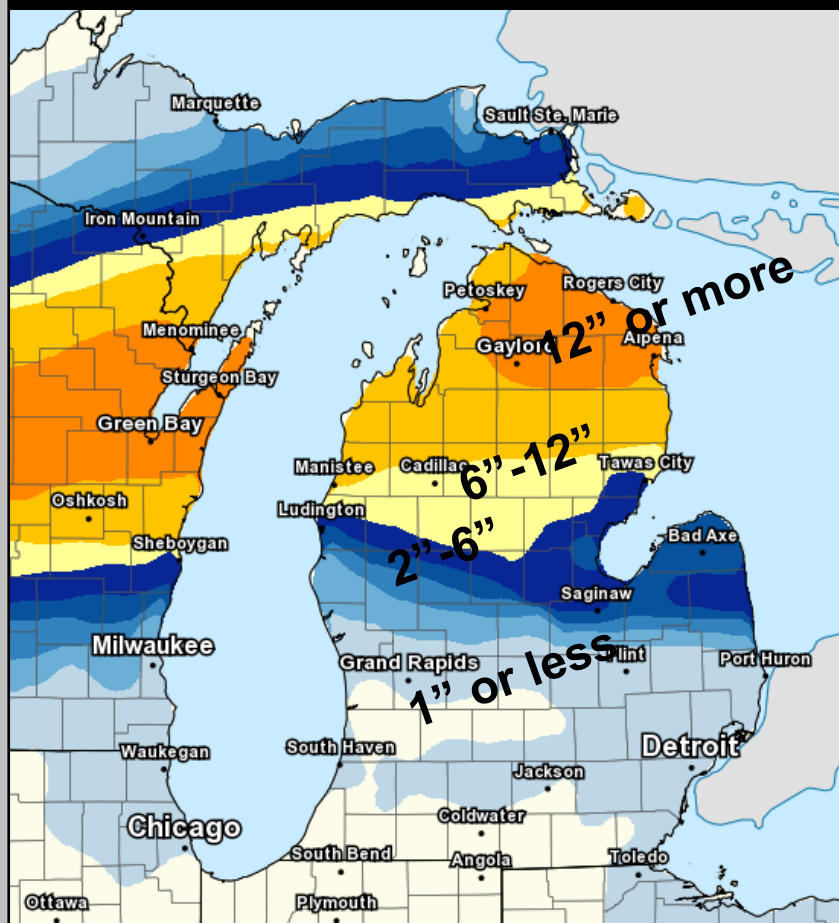 Marquette
Sault Ste. Marie
Iron Mountain
Petoskey
Rogers City
12” or more
Menominee
Gaylord
Alpena
Sturgeon Bay
Green Bay
6”-12”
Manistee
Cadillac
Tawas City
Oshkosh
Ludington
2”-6”
Sheboygan
Bad Axe
Saginaw
Milwaukee
Grand Rapids
1” or less
Flint
Port Huron
Waukegan
South Haven
Detroit
Jackson
Chicago
Coldwater
South Bend
Angola
Toledo
Ottawa
Plymouth